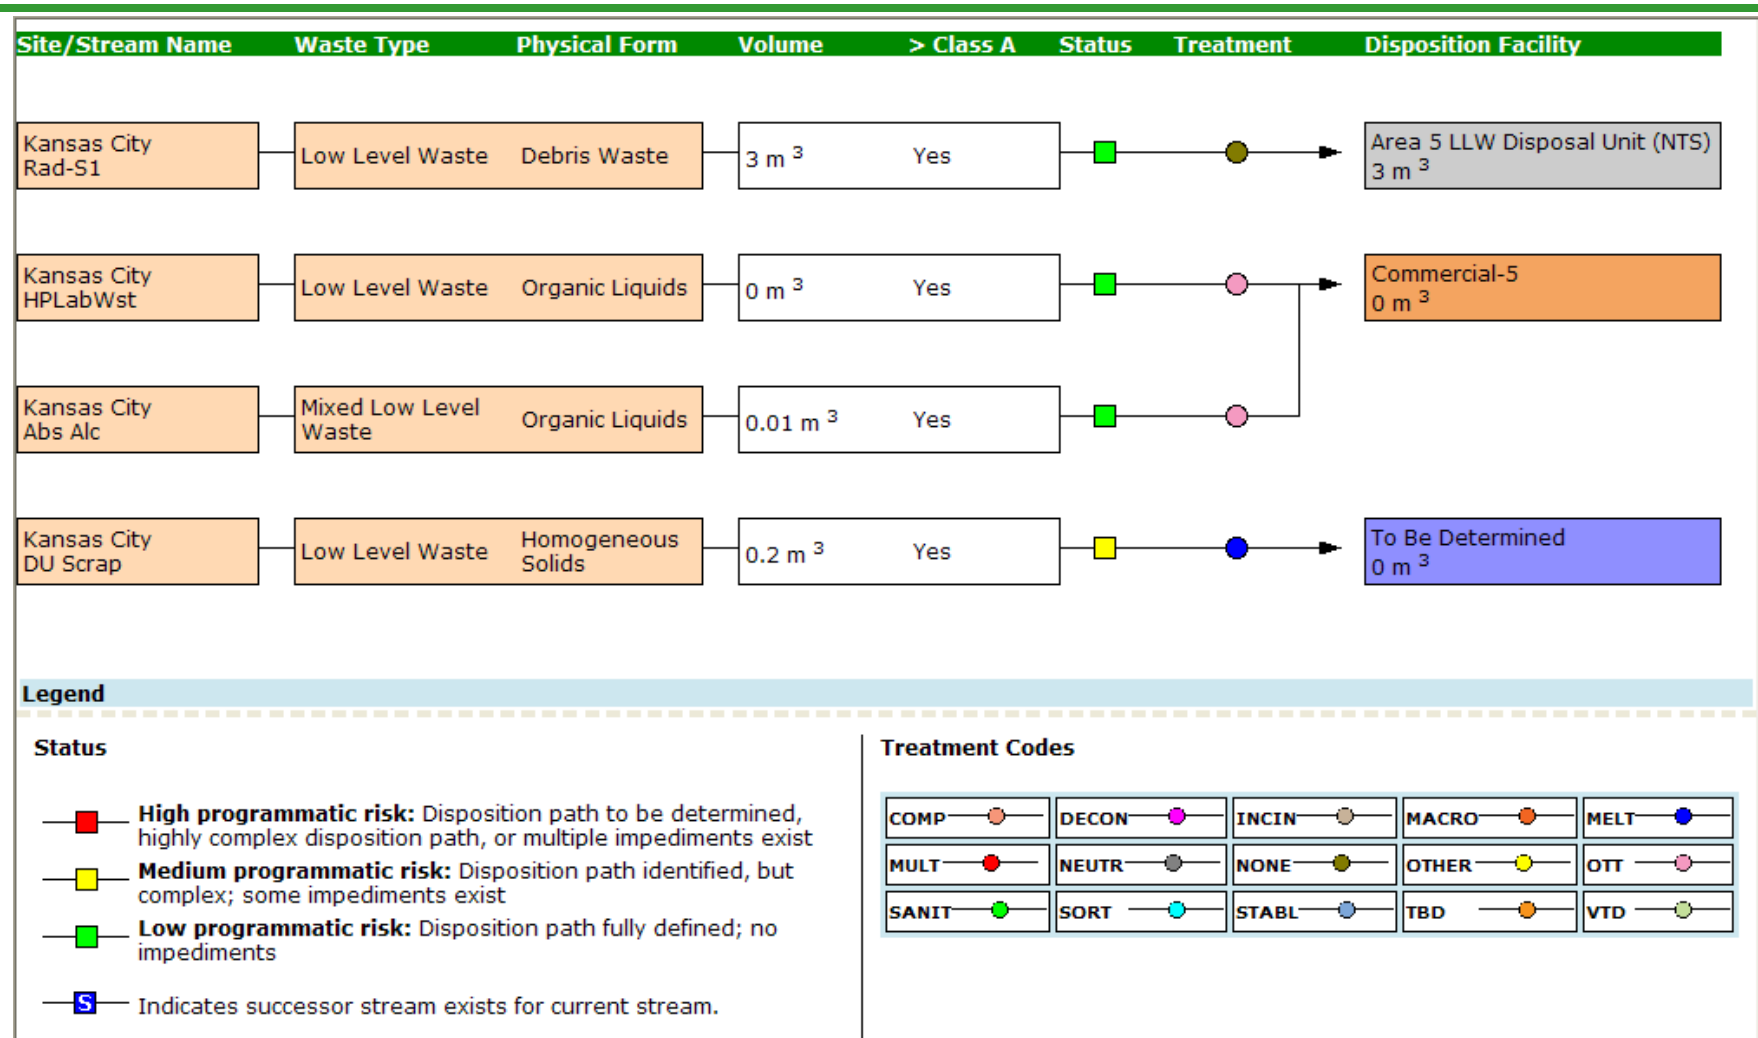 Site/Stream Name Waste Type Physical Form Volume > Class A Status Treatment Disposition Facility
Kansas City
Rad-S1
Low Level Waste Debris Waste
3 m 3 Yes
Area 5 LLW Disposal Unit (NTS)
3 m 3
Kansas City
HPLabWst
Low Level Waste Organic Liquids
0 m 3 Yes
Commercial-5
0 m 3
Kansas City
Abs Alc
Mixed Low Level
Waste
Organic Liquids
0.01 m 3 Yes
Kansas City
DU Scrap
Low Level Waste
Homogeneous
Solids
0.2 m 3 Yes
To Be Determined
0 m 3
Legend
Status
High programmatic risk: Disposition path to be determined,
highly complex disposition path, or multiple impediments exist
Medium programmatic risk: Disposition path identified, but
complex; some impediments exist
Low programmatic risk: Disposition path fully defined; no
impediments
S Indicates successor stream exists for current stream.
Treatment Codes
COMP DECON INCIN MACRO MELT
MULT NEUTR NONE OTHER OTT
SANIT SORT STABL TBD VTD